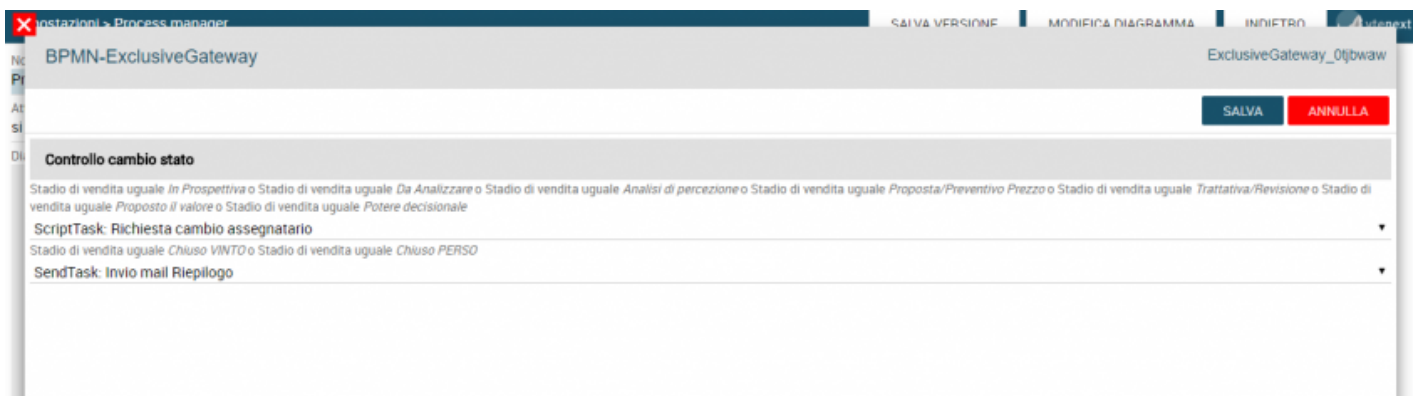 ostazioni > Process manager SALVA VERSIONE MODIFICA DIAGRAMMA INDIETRO vtenext
BPMN-ExclusiveGateway ExclusiveGateway_0tjbwaw
SALVA ANNULLA
si
Controllo cambio stato
Stadio di vendita uguale In Prospettiva o Stadio di vendita uguale Da Analizzare o Stadio di vendita uguale Analisi di percezione o Stadio di vendita uguale Proposta/Preventivo Prezzo o Stadio di vendita uguale Trattativa/Revisione o Stadio di
vendita uguale Proposto il valore o Stadio di vendita uguale Potere decisionale
ScriptTask: Richiesta cambio assegnatario
Stadio di vendita uguale Chiuso VINTO o Stadio di vendita uguale Chiuso PERSO
SendTask: Invio mail Riepilogo